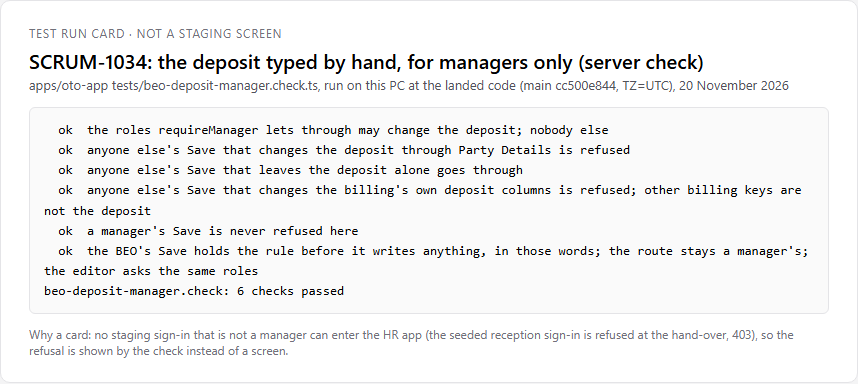 TEST RUN CARD · NOT A STAGING SCREEN
SCRUM-1034: the deposit typed by hand, for managers only (server check)
apps/oto-app tests/beo-deposit-manager.check.ts, run on this PC at the landed code (main cc500e844, TZ=UTC), 20 November 2026
ok the roles requireManager lets through may change the deposit; nobody else
ok anyone else's Save that changes the deposit through Party Details is refused
ok anyone else's Save that leaves the deposit alone goes through
ok anyone else's Save that changes the billing's own deposit columns is refused; other billing keys are
not the deposit
ok a manager's Save is never refused here
ok the BEO's Save holds the rule before it writes anything, in those words; the route stays a manager's;
the editor asks the same roles
beo-deposit-manager.check: 6 checks passed
Why a card: no staging sign-in that is not a manager can enter the HR app (the seeded reception sign-in is refused at the hand-over, 403), so the
refusal is shown by the check instead of a screen.